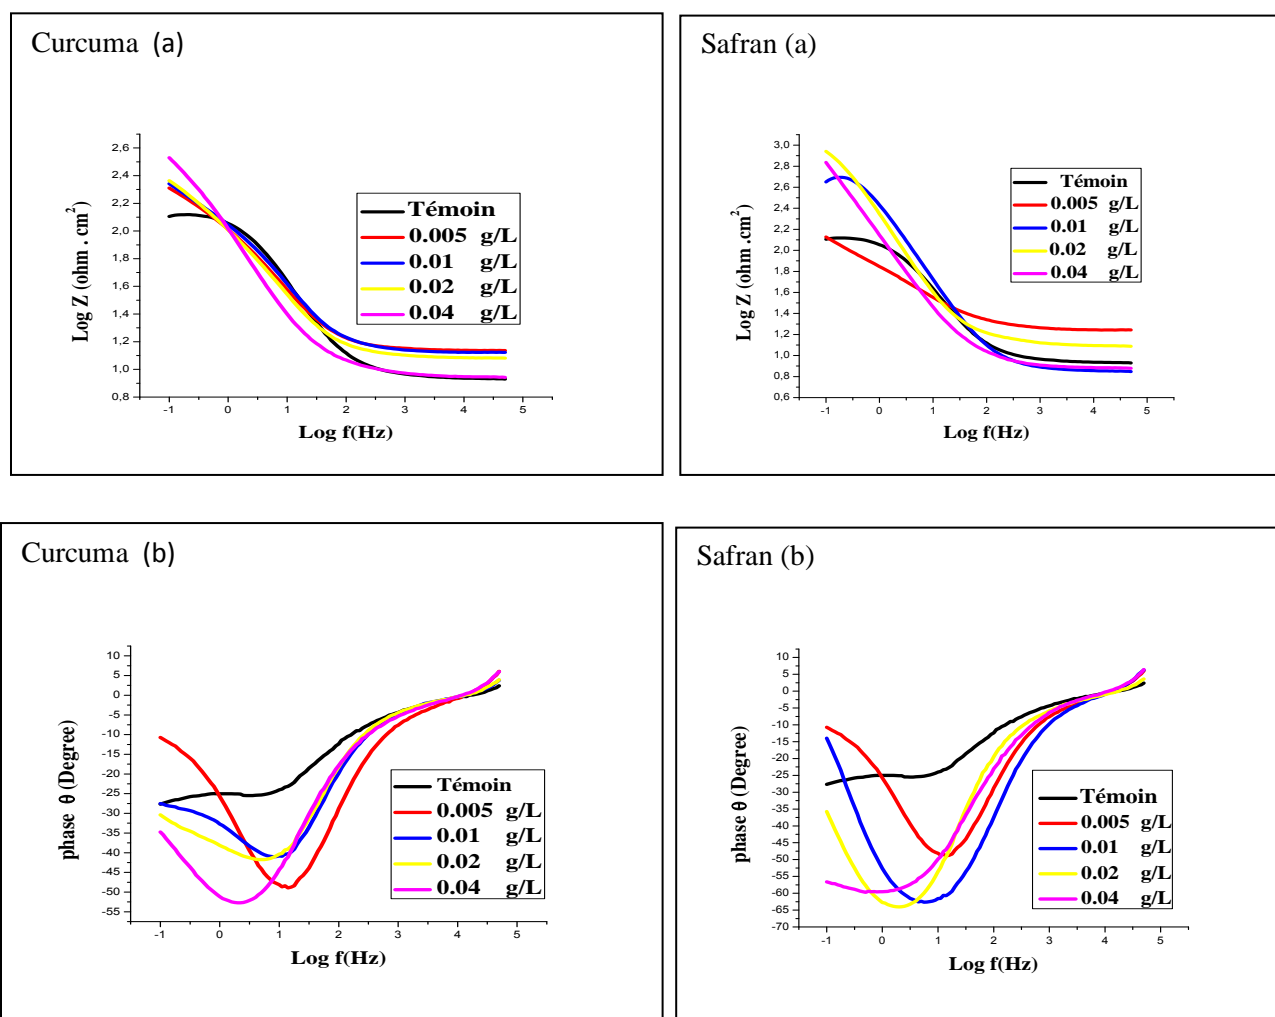 Curcuma (a)
2,6
2,4
2,2
2,0
1,8
1,6
1,4
1,2
1,0
0,8
Log Z (ohm . cm²)
Témoin
0.005 g/L
0.01 g/L
0.02 g/L
0.04 g/L
-1 0 1 2 3 4 5
Log f(Hz)
Safran (a)
3,0
2,8
2,6
2,4
2,2
2,0
1,8
1,6
1,4
1,2
1,0
0,8
0,6
Log Z (ohm .cm²)
Témoin
0.005 g/L
0.01 g/L
0.02 g/L
0.04 g/L
-1 0 1 2 3 4 5
Log f(Hz)
Curcuma (b)
10
5
0
-5
-10
-15
-20
-25
-30
-35
-40
-45
-50
-55
phase θ (Degree)
Témoin
0.005 g/L
0.01 g/L
0.02 g/L
0.04 g/L
-1 0 1 2 3 4 5
Log f(Hz)
Safran (b)
10
5
0
-5
-10
-15
-20
-25
-30
-35
-40
-45
-50
-55
-60
-65
-70
phase θ (Degree)
Témoin
0.005 g/L
0.01 g/L
0.02 g/L
0.04 g/L
-1 0 1 2 3 4 5
Log f(Hz)